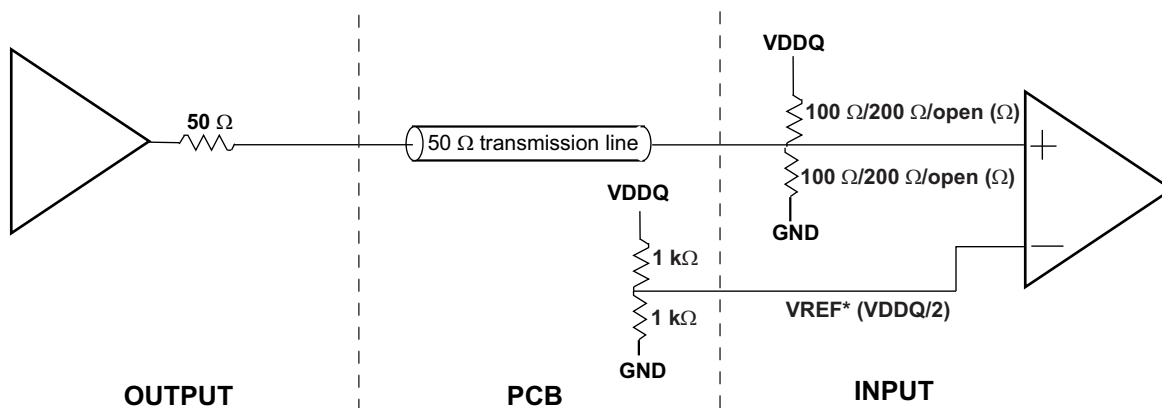 50 Ω
50 Ω transmission line
VDDQ
100 Ω/200 Ω/open (Ω)
100 Ω/200 Ω/open (Ω)
GND
VDDQ
1 kΩ
1 kΩ
GND
VREF* (VDDQ/2)
+
—
OUTPUT
PCB
INPUT